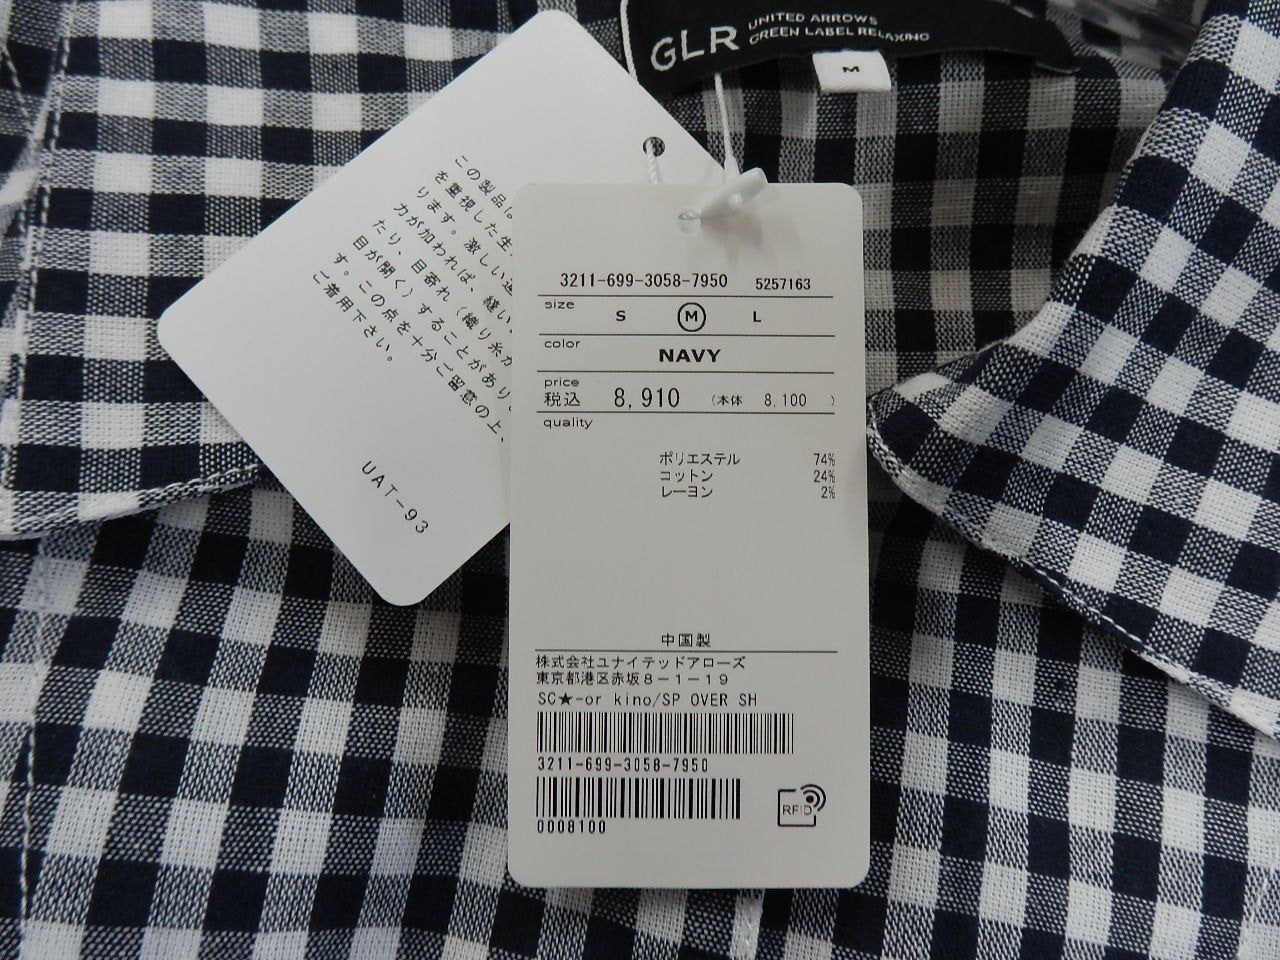 GLR
UNITED ARROWS
GREEN LABEL RELAXING
M
この製品は
を重視した生
ります。激しい運
力が加われば、縫い
たり、目寄れ(織り糸が
目が開く)することがあり
す。この点を十分ご留意の上、
ご着用下さい。
UAT-93
3211-699-3058-7950 5257163
size
S M L
color
NAVY
price
税込 8,910 (本体 8,100 )
quality
ポリエステル 74%
コットン 24%
レーヨン 2%
中国製
株式会社ユナイテッドアローズ
東京都港区赤坂8-1-19
SC★-or kino/SP OVER SH
3211-699-3058-7950
RFID
0008100